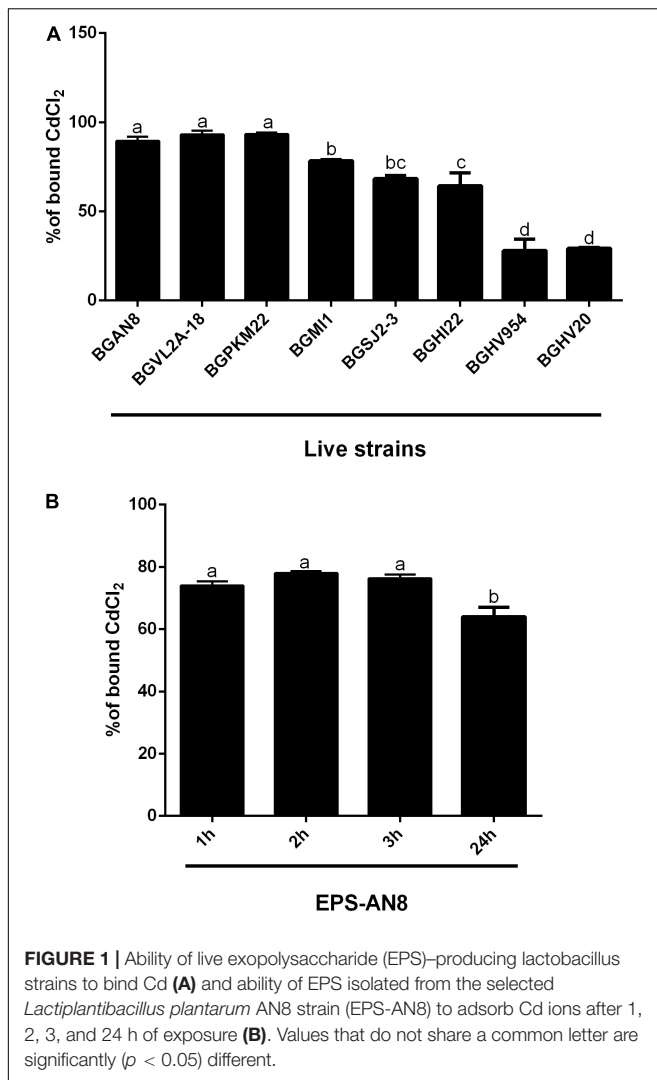 A
150
100
50
0
%of bound CdCl₂
a
a
a
b
bc
c
d
d
BGAN8
BGVL2A-18
BGPKM22
BGMI1
BGSJ2-3
BGHI22
BGHV954
BGHV20
Live strains
B
100
80
60
40
20
0
%of bound CdCl₂
a
a
a
b
1h
2h
3h
24h
EPS-AN8
FIGURE 1 | Ability of live exopolysaccharide (EPS)–producing lactobacillus
strains to bind Cd (A) and ability of EPS isolated from the selected
Lactiplantibacillus plantarum AN8 strain (EPS-AN8) to adsorb Cd ions after 1,
2, 3, and 24 h of exposure (B). Values that do not share a common letter are
significantly (p < 0.05) different.